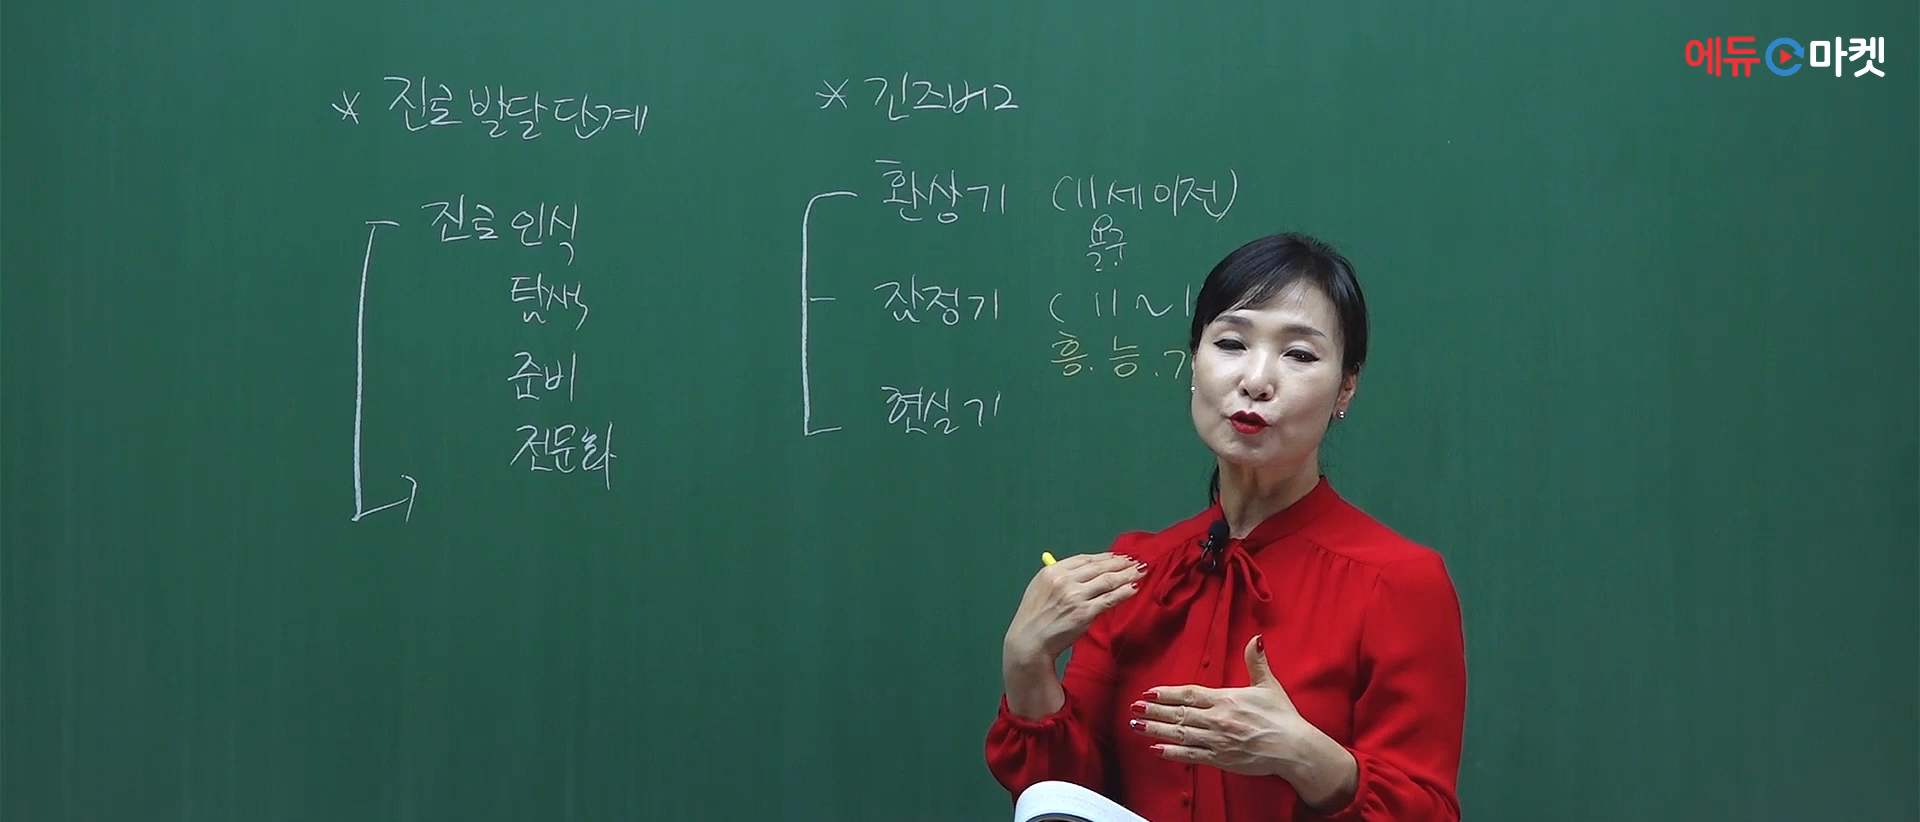 에듀 마켓
* 진로발달단계
진로인식
탐색
준비
전문화
* 긴즈버그
환상기 (11세이전)
욕구
잠정기 ( 11~1
흥.능.가
현실기